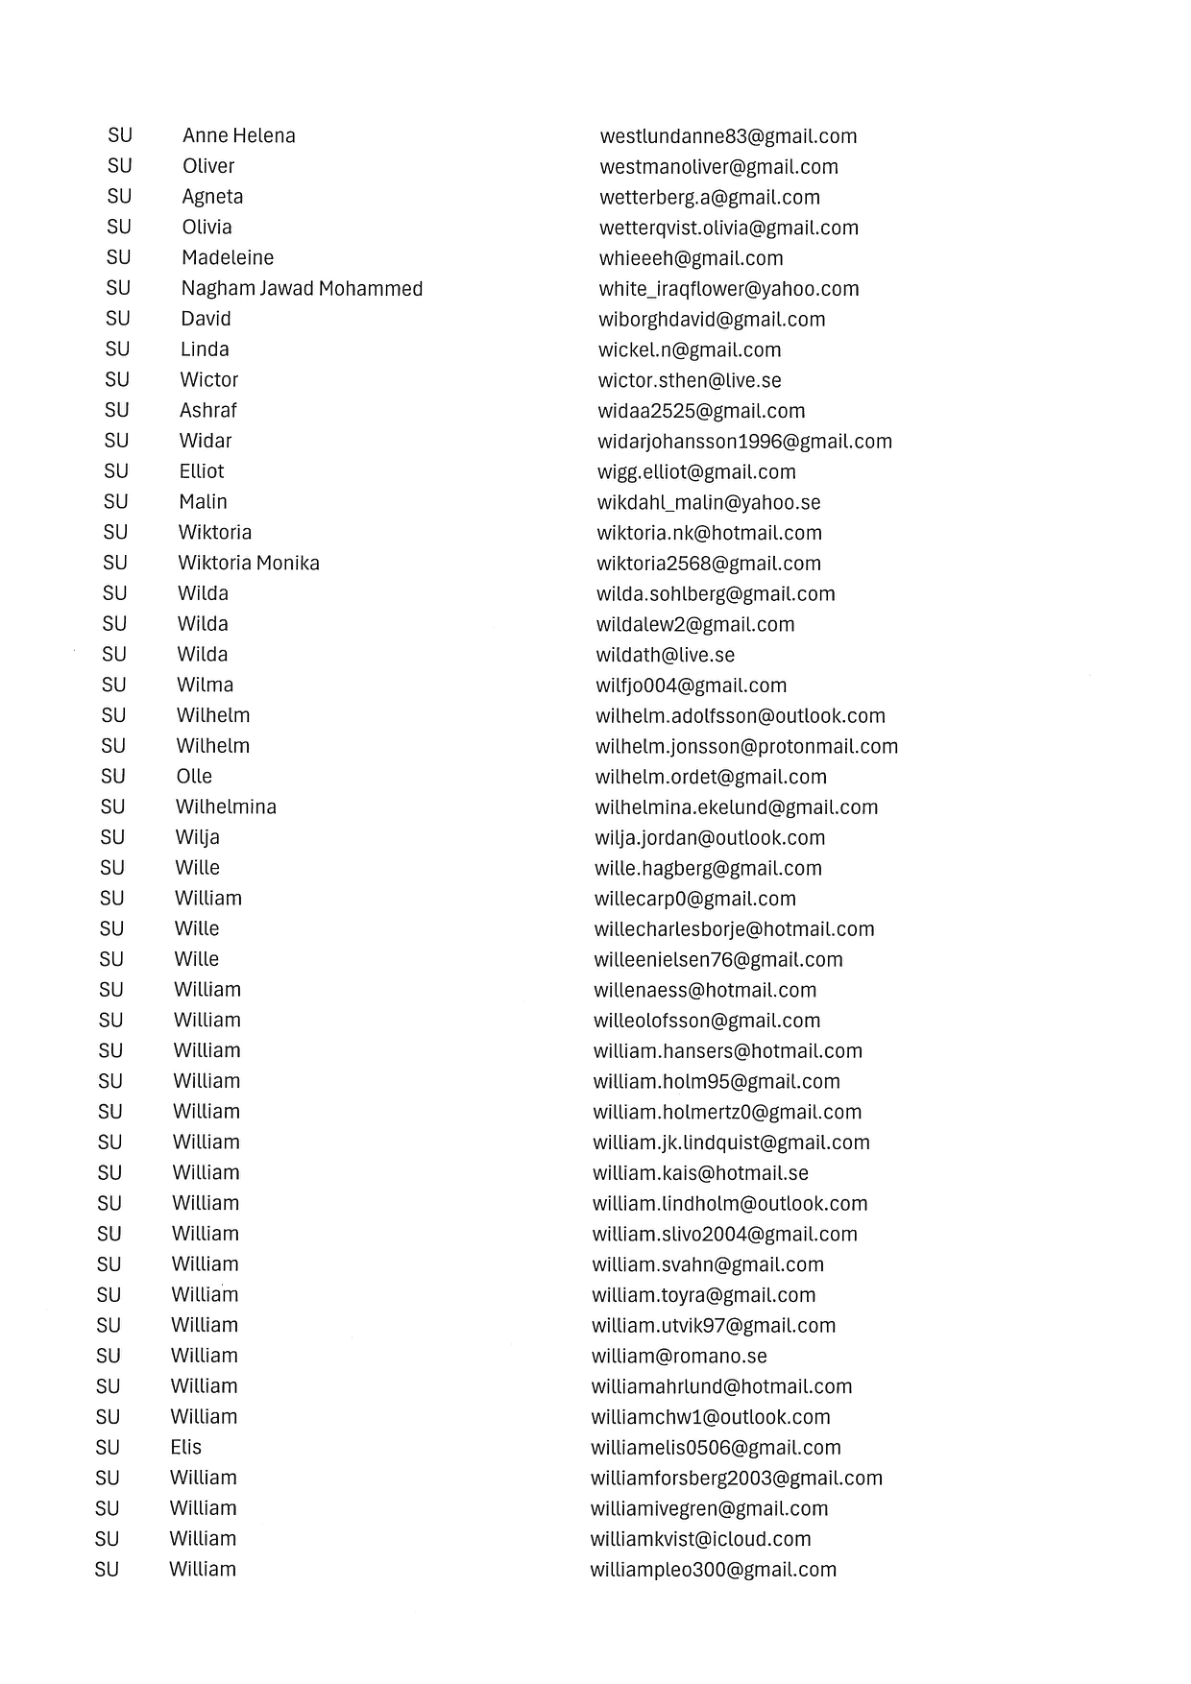 SU Anne Helena westlundanne83@gmail.com
SU Oliver westmanoliver@gmail.com
SU Agneta wetterberg.a@gmail.com
SU Olivia wetterqvist.olivia@gmail.com
SU Madeleine whieeeh@gmail.com
SU Nagham Jawad Mohammed white_iraqflower@yahoo.com
SU David wiborghdavid@gmail.com
SU Linda wickel.n@gmail.com
SU Wictor wictor.sthen@live.se
SU Ashraf widaa2525@gmail.com
SU Widar widarjohansson1996@gmail.com
SU Elliot wigg.elliot@gmail.com
SU Malin wikdahl_malin@yahoo.se
SU Wiktoria wiktoria.nk@hotmail.com
SU Wiktoria Monika wiktoria2568@gmail.com
SU Wilda wilda.sohlberg@gmail.com
SU Wilda wildalew2@gmail.com
SU Wilda wildath@live.se
SU Wilma wilfjo004@gmail.com
SU Wilhelm wilhelm.adolfsson@outlook.com
SU Wilhelm wilhelm.jonsson@protonmail.com
SU Olle wilhelm.ordet@gmail.com
SU Wilhelmina wilhelmina.ekelund@gmail.com
SU Wilja wilja.jordan@outlook.com
SU Wille wille.hagberg@gmail.com
SU William willecarp0@gmail.com
SU Wille willecharlesborje@hotmail.com
SU Wille willeenielsen76@gmail.com
SU William willenaess@hotmail.com
SU William willeolofsson@gmail.com
SU William william.hansers@hotmail.com
SU William william.holm95@gmail.com
SU William william.holmertz0@gmail.com
SU William william.jk.lindquist@gmail.com
SU William william.kais@hotmail.se
SU William william.lindholm@outlook.com
SU William william.slivo2004@gmail.com
SU William william.svahn@gmail.com
SU William william.toyra@gmail.com
SU William william.utvik97@gmail.com
SU William william@romano.se
SU William williamahrlund@hotmail.com
SU William williamchw1@outlook.com
SU Elis williamelis0506@gmail.com
SU William williamforsberg2003@gmail.com
SU William williamivegren@gmail.com
SU William williamkvist@icloud.com
SU William williampleo300@gmail.com